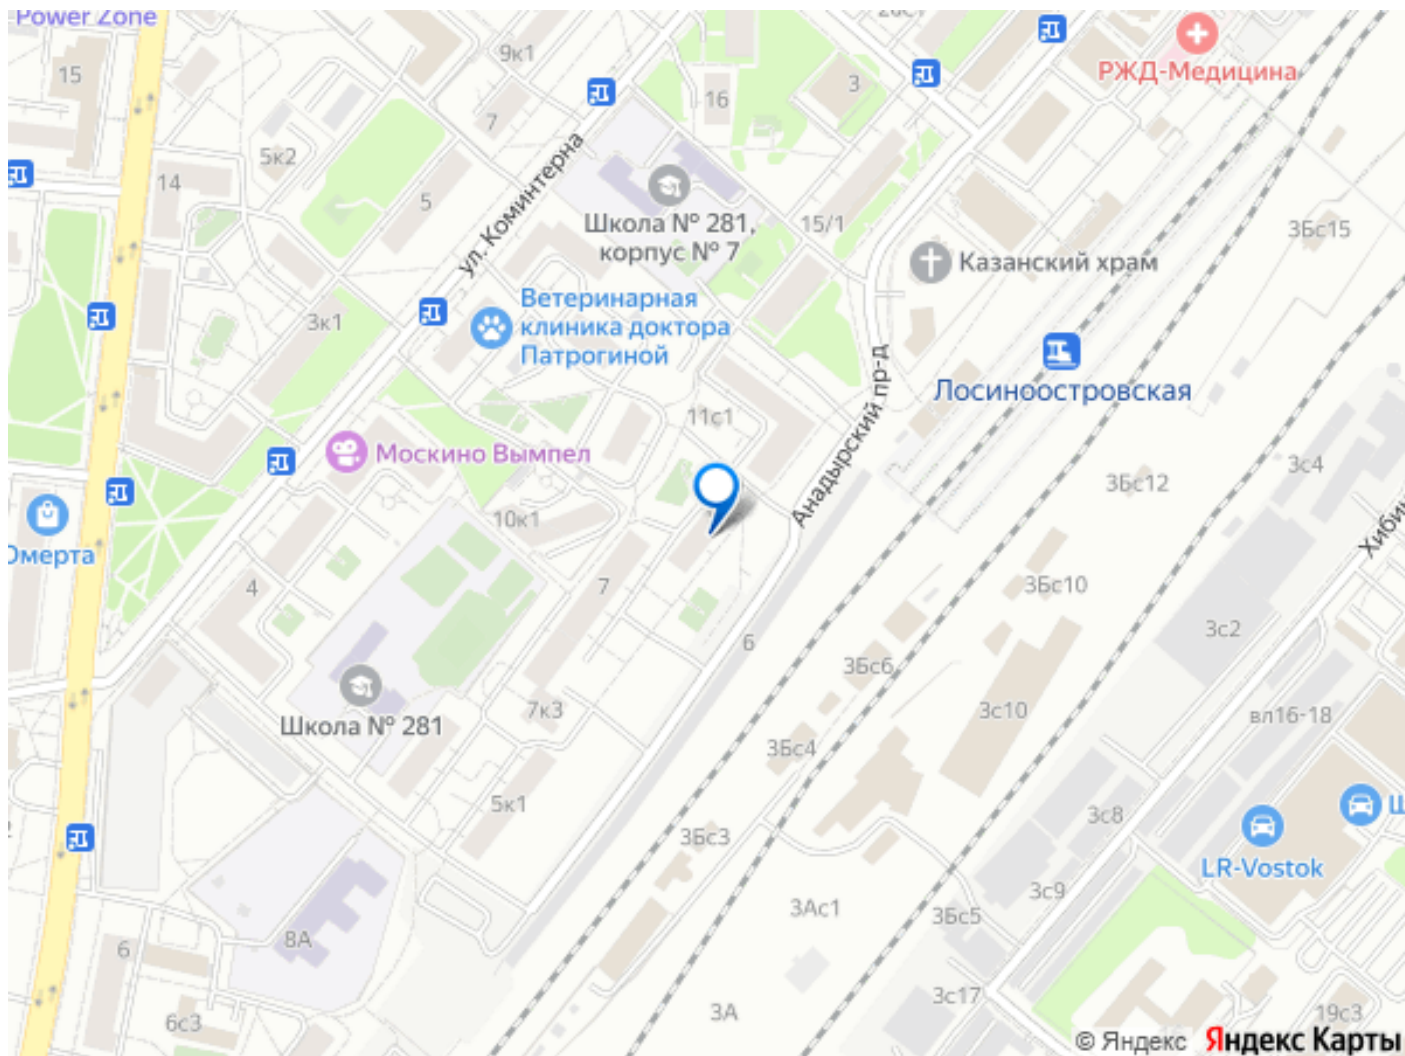 Power Zone
15
9к1
16
3
РЖД-Медицина
7
5к2
14
5
ул. Коминтерна
Школа № 281,
корпус № 7
15/1
Казанский храм
3Бс15
3к1
Ветеринарная
клиника доктора
Патрогиной
Лосиноостровская
Анадырский пр-д
11с1
Москино Вымпел
3с4
3Бс12
10к1
Омерта
4
7
3Бс10
3с2
6
3Бс6
3с10
вл16-18
7к3
Школа № 281
3Бс4
5к1
3с8
3Бс3
LR-Vostok
3с9
3Ас1
3Бс5
8А
6
3с17
3А
6с3
19с3
© Яндекс Яндекс Карты